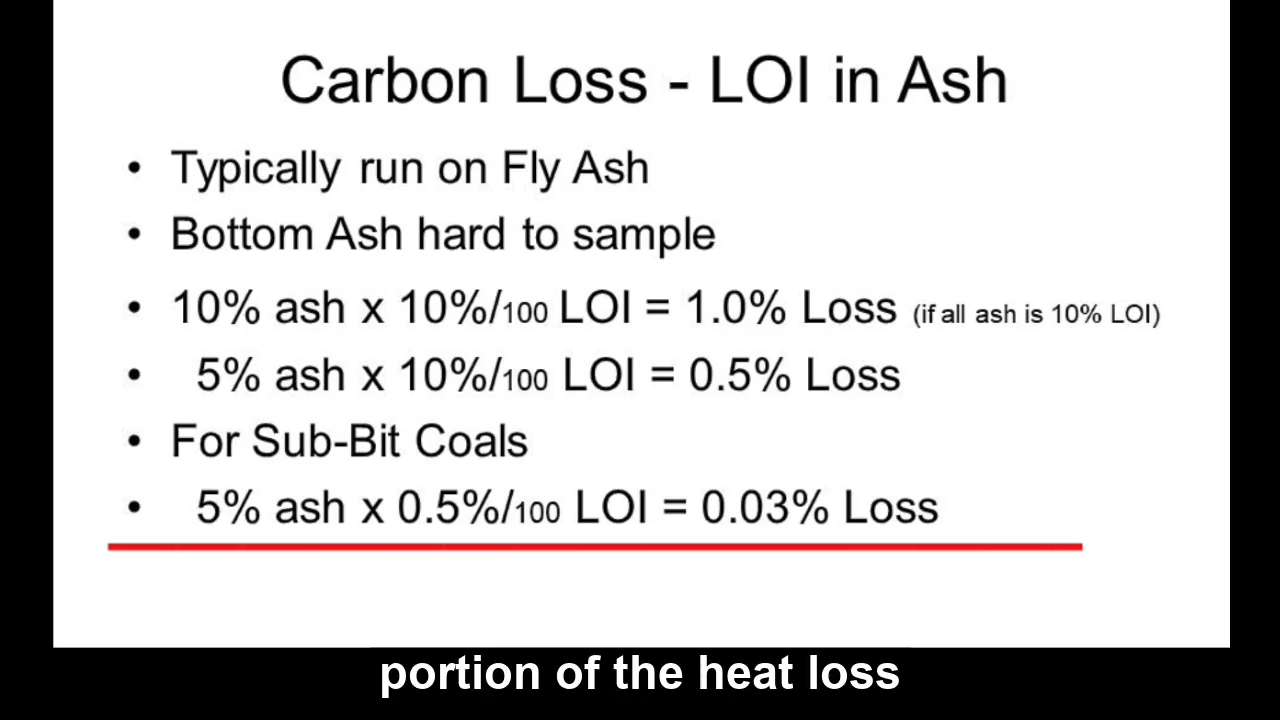 Carbon Loss - LOI in Ash
• Typically run on Fly Ash
• Bottom Ash hard to sample
• 10% ash x 10%/100 LOI = 1.0% Loss (if all ash is 10% LOI)
• 5% ash x 10%/100 LOI = 0.5% Loss
• For Sub-Bit Coals
• 5% ash x 0.5%/100 LOI = 0.03% Loss
portion of the heat loss